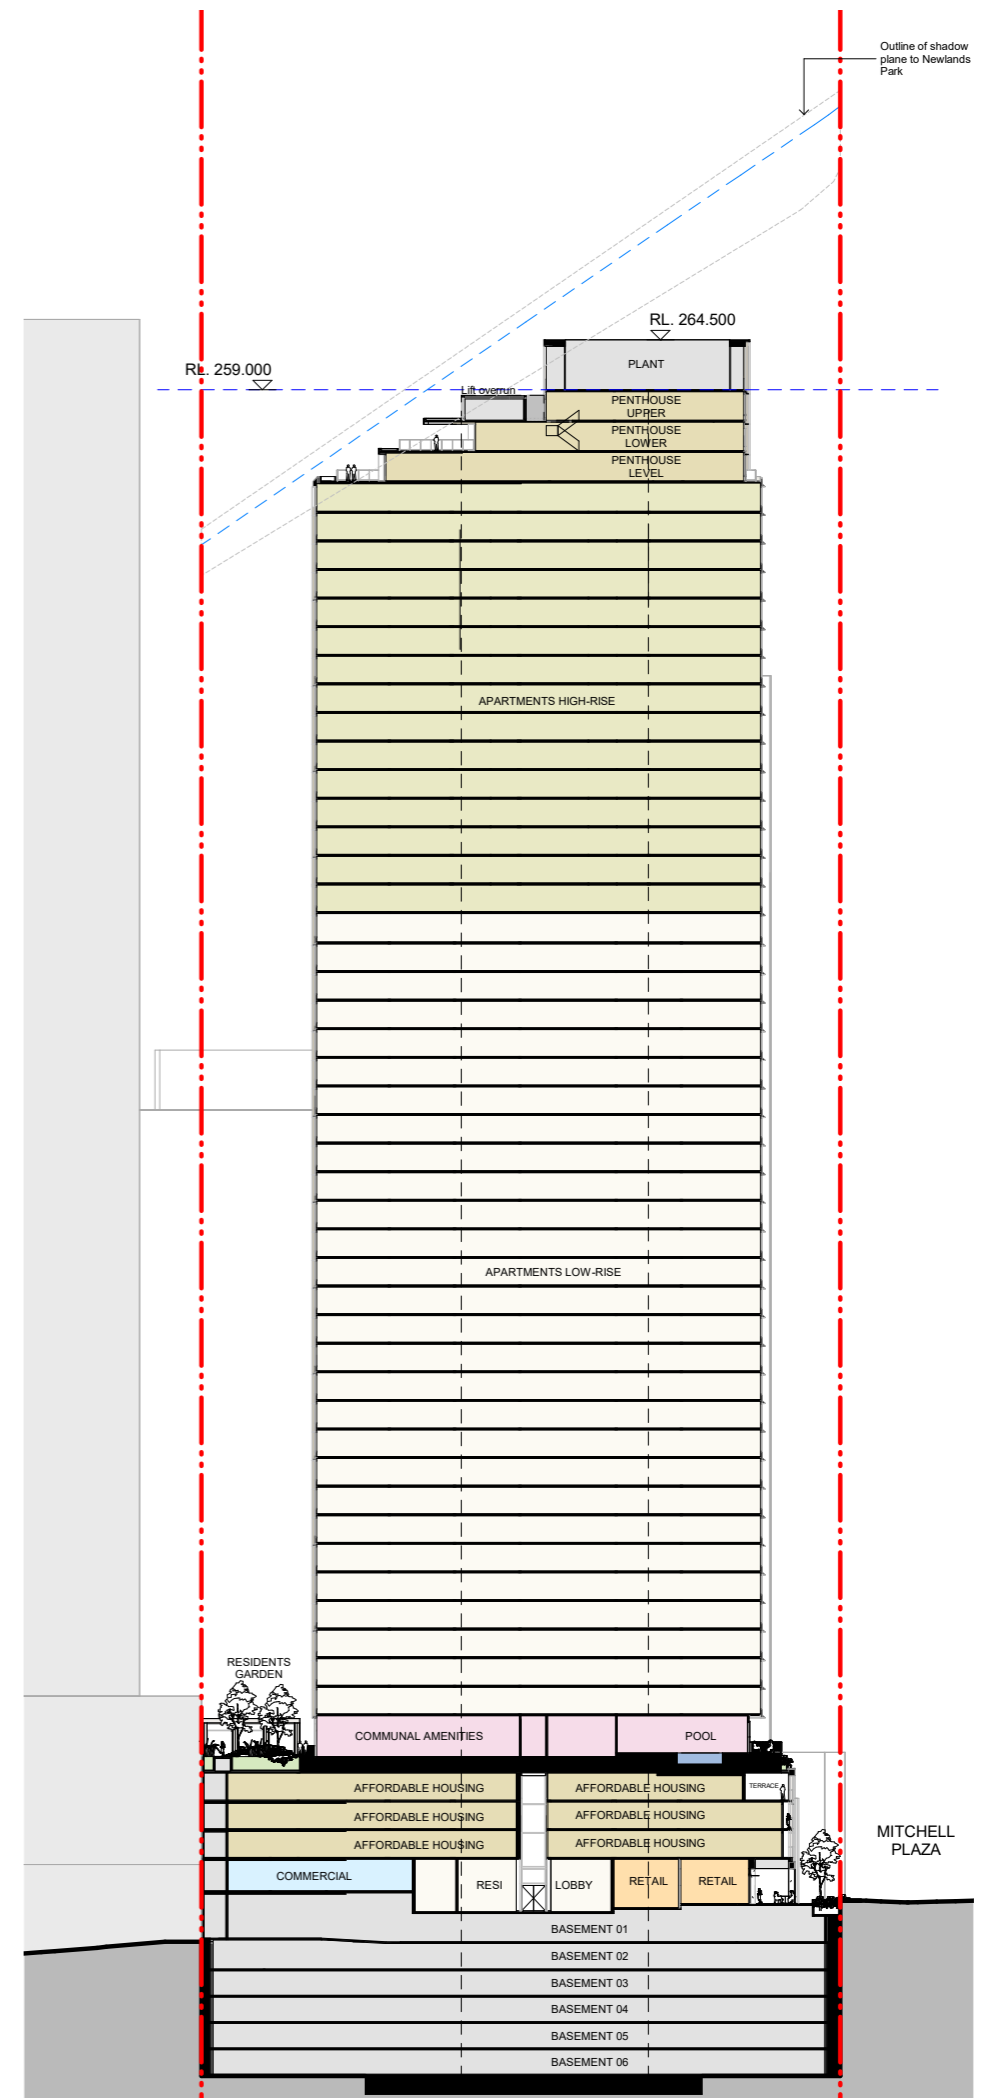 Outline of shadow
plane to Newlands
Park
RL. 264.500
RL. 259.000
PLANT
Lift overrun
PENTHOUSE
UPPER
PENTHOUSE
LOWER
PENTHOUSE
LEVEL
APARTMENTS HIGH-RISE
APARTMENTS LOW-RISE
RESIDENTS
GARDEN
COMMUNAL AMENITIES
POOL
AFFORDABLE HOUSING
AFFORDABLE HOUSING
TERRACE
AFFORDABLE HOUSING
AFFORDABLE HOUSING
AFFORDABLE HOUSING
AFFORDABLE HOUSING
MITCHELL
PLAZA
COMMERCIAL
RESI
LOBBY
RETAIL
RETAIL
BASEMENT 01
BASEMENT 02
BASEMENT 03
BASEMENT 04
BASEMENT 05
BASEMENT 06